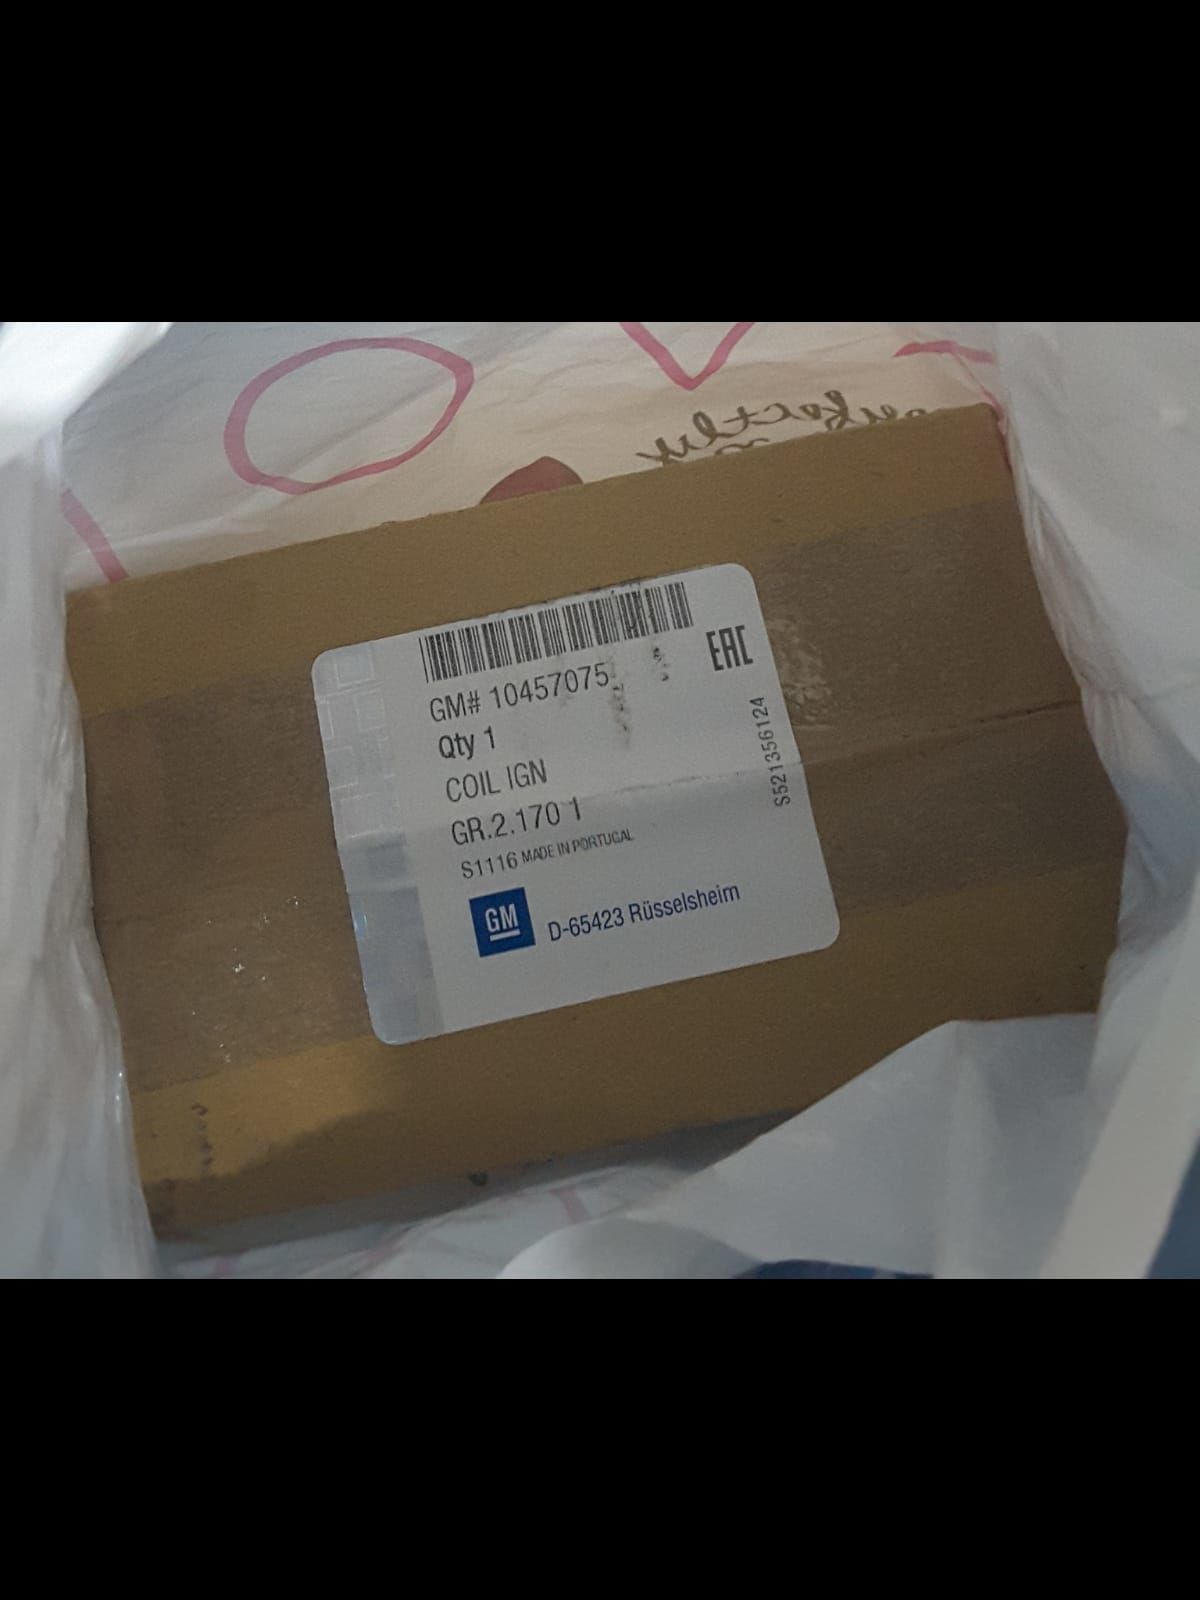 GM# 10457075
EAC
Qty 1
COIL IGN
GR.2.170 1
S1116 MADE IN PORTUGAL
S521356124
GM
D-65423 Rüsselsheim